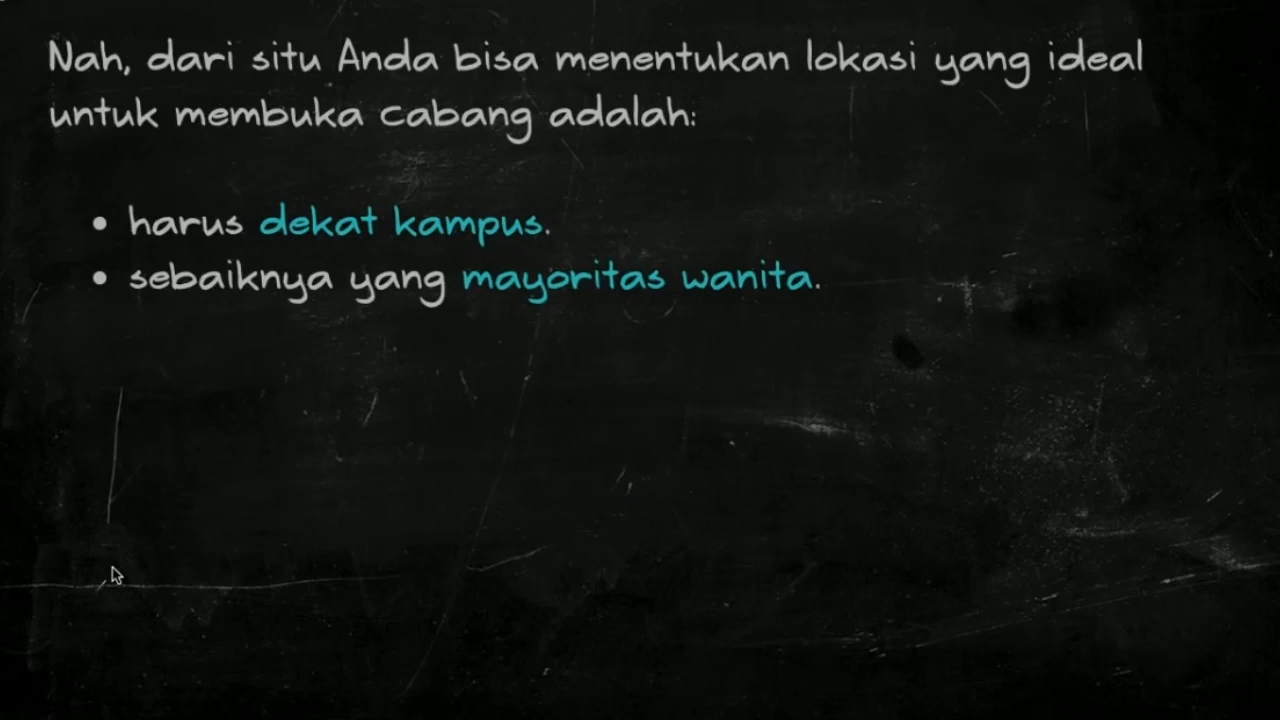 Nah, dari situ Anda bisa menentukan lokasi yang ideal
untuk membuka cabang adalah:
• harus dekat kampus.
• sebaiknya yang mayoritas wanita.